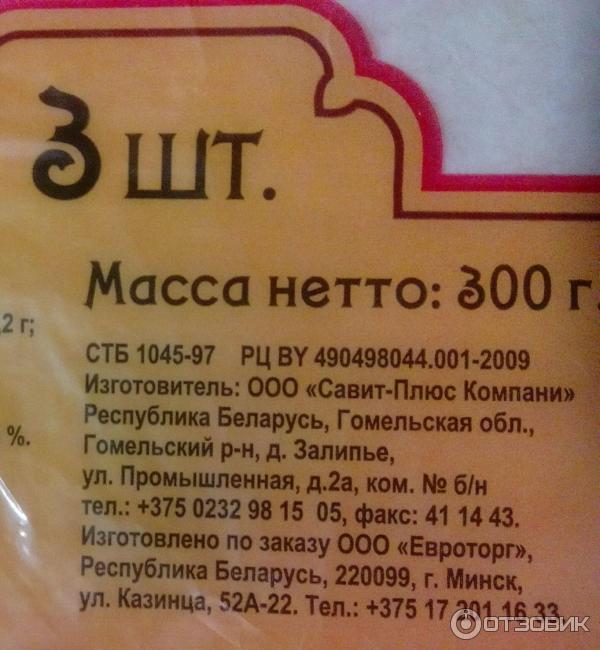 3 шт.
Масса нетто: 300 г.
2 г;
%.
СТБ 1045-97 РЦ BY 490498044.001-2009
Изготовитель: ООО «Савит-Плюс Компани»
Республика Беларусь, Гомельская обл.,
Гомельский р-н, д. Залипье,
ул. Промышленная, д.2а, ком. № б/н
тел.: +375 0232 98 15 05, факс: 41 14 43.
Изготовлено по заказу ООО «Евроторг»,
Республика Беларусь, 220099, г. Минск,
ул. Казинца, 52А-22. Тел.: +375 17 201 16 33
ОТЗОВИК